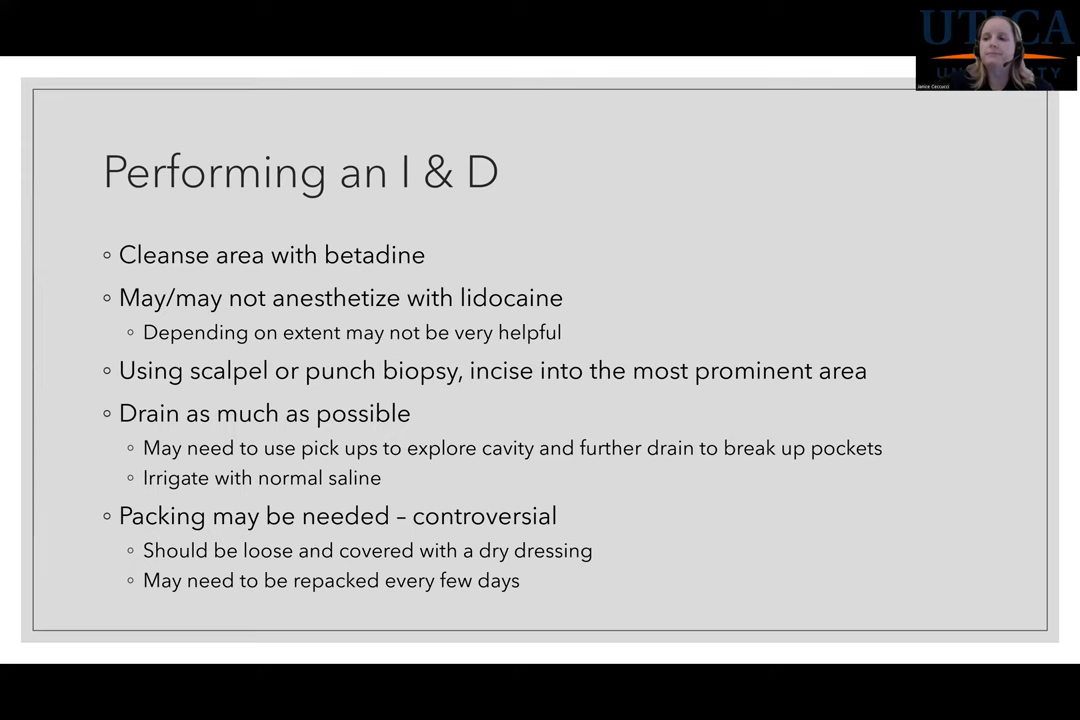 UTICA
UNIVERSITY
Janice Ceccucci
Performing an I & D
◦ Cleanse area with betadine
◦ May/may not anesthetize with lidocaine
◦ Depending on extent may not be very helpful
◦ Using scalpel or punch biopsy, incise into the most prominent area
◦ Drain as much as possible
◦ May need to use pick ups to explore cavity and further drain to break up pockets
◦ Irrigate with normal saline
◦ Packing may be needed – controversial
◦ Should be loose and covered with a dry dressing
◦ May need to be repacked every few days